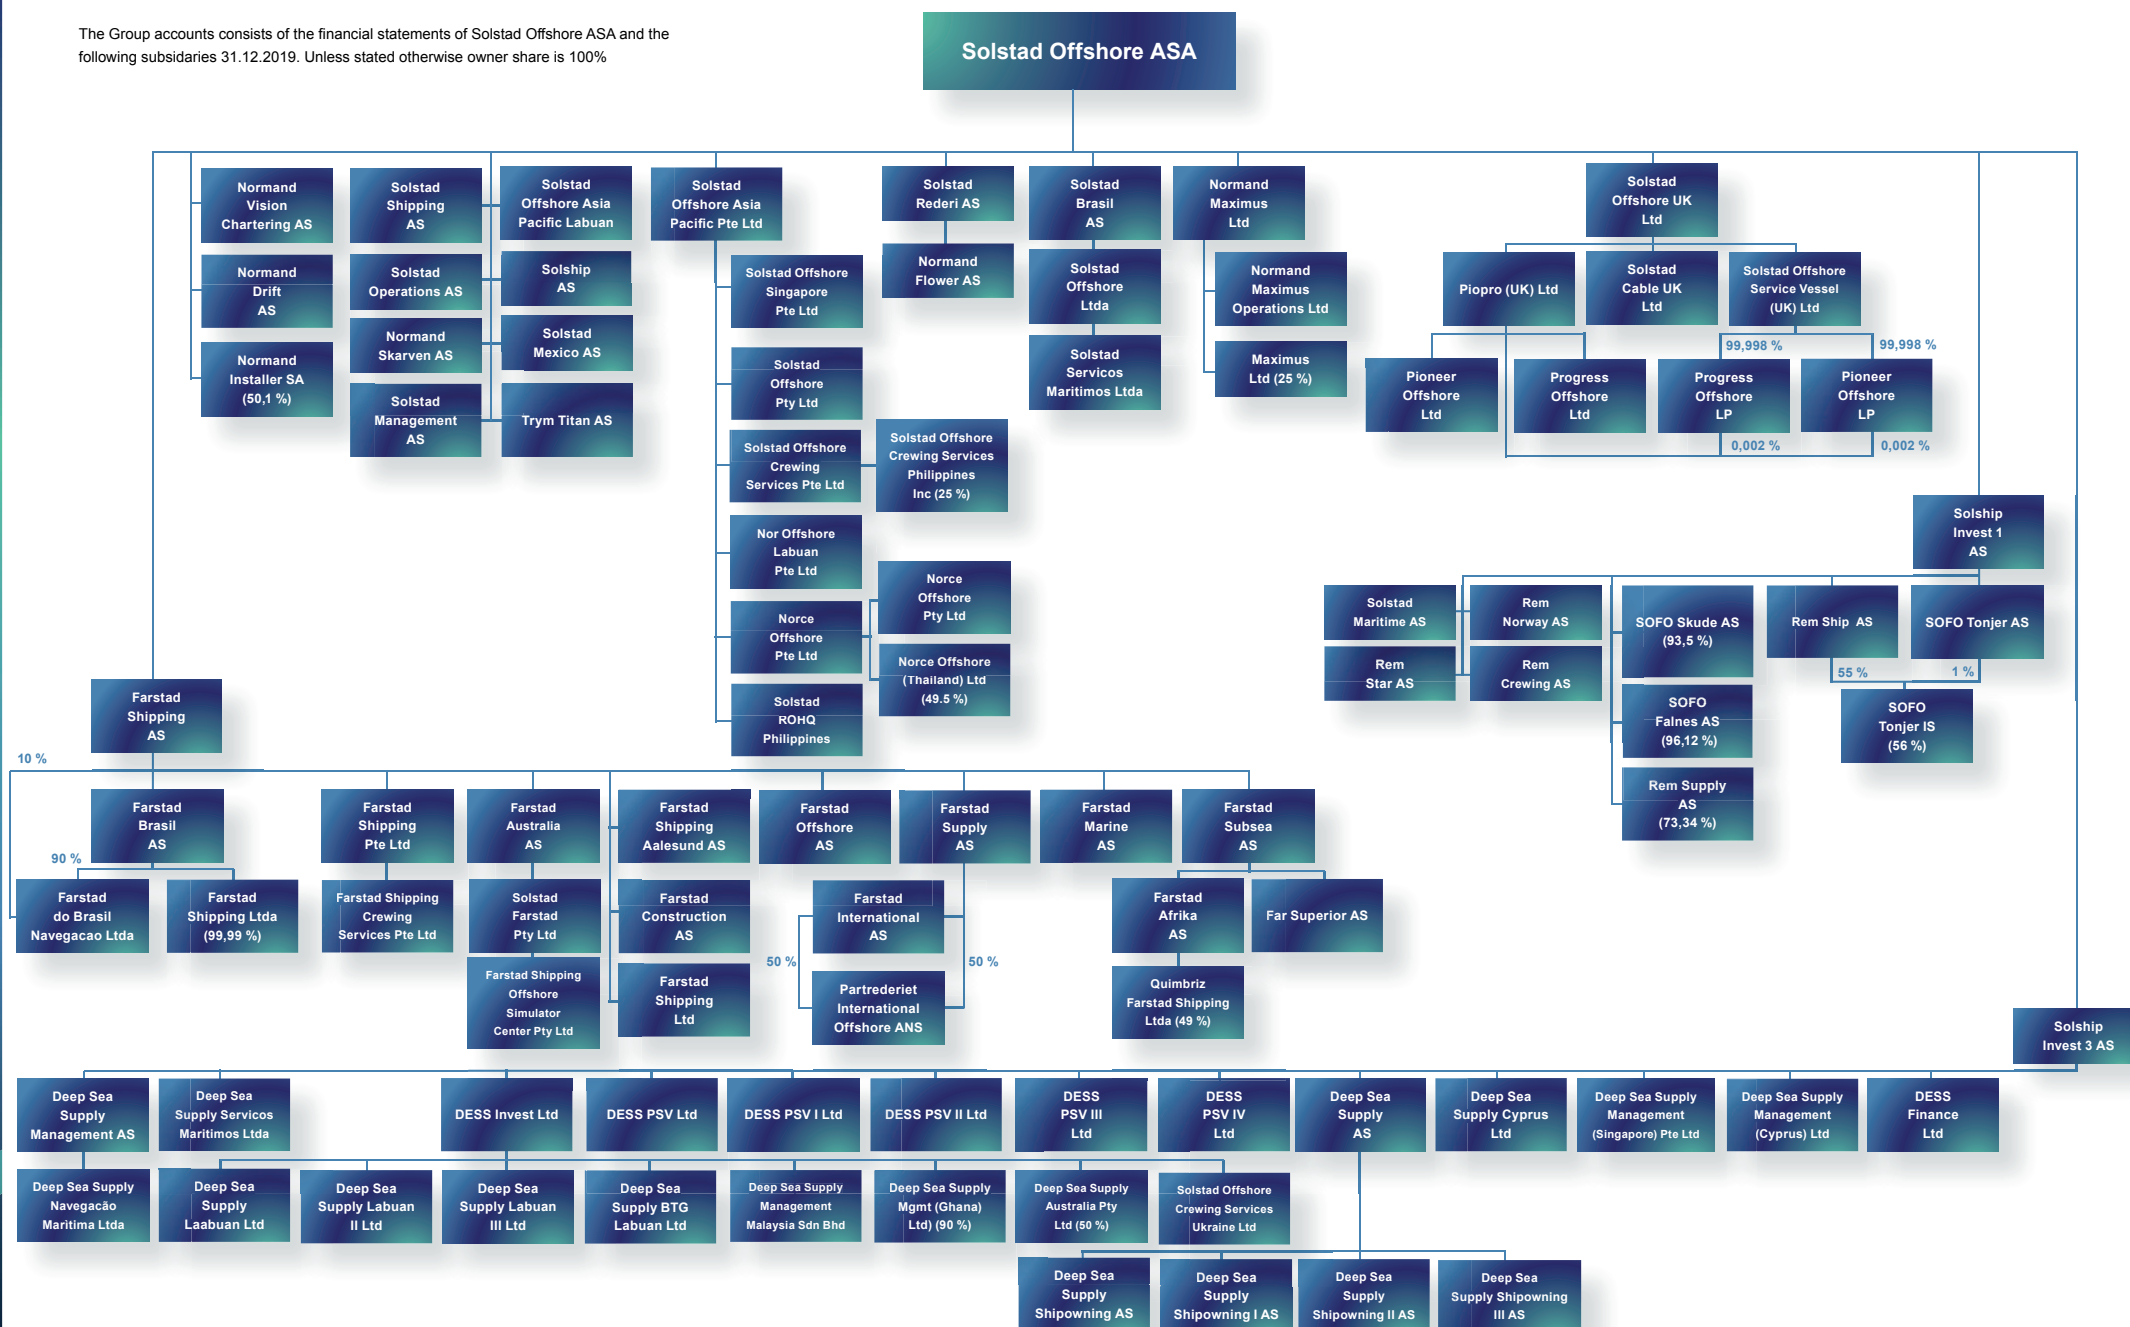 The Group accounts consists of the financial statements of Solstad Offshore ASA and the
following subsidaries 31.12.2019. Unless stated otherwise owner share is 100%
Solstad Offshore ASA
Normand
Vision
Chartering AS
Normand
Drift
AS
Normand
Installer SA
(50,1 %)
Solstad
Shipping
AS
Solstad
Operations AS
Normand
Skarven AS
Solstad
Management
AS
Solstad
Offshore Asia
Pacific Labuan
Solship
AS
Solstad
Mexico AS
Trym Titan AS
Solstad
Offshore Asia
Pacific Pte Ltd
Solstad Offshore
Singapore
Pte Ltd
Solstad
Offshore
Pty Ltd
Solstad Offshore
Crewing
Services Pte Ltd
Solstad Offshore
Crewing Services
Philippines
Inc (25 %)
Nor Offshore
Labuan
Pte Ltd
Norce
Offshore
Pte Ltd
Norce
Offshore
Pty Ltd
Norce Offshore
(Thailand) Ltd
(49.5 %)
Solstad
ROHQ
Philippines
Solstad
Rederi AS
Normand
Flower AS
Solstad
Brasil
AS
Solstad
Offshore
Ltda
Solstad
Servicos
Maritimos Ltda
Normand
Maximus
Ltd
Normand
Maximus
Operations Ltd
Maximus
Ltd (25 %)
Solstad
Offshore UK
Ltd
Piopro (UK) Ltd
Solstad
Cable UK
Ltd
Solstad Offshore
Service Vessel
(UK) Ltd
99,998 %
99,998 %
Pioneer
Offshore
Ltd
Progress
Offshore
Ltd
Progress
Offshore
LP
Pioneer
Offshore
LP
0,002 %
0,002 %
Solship
Invest 1
AS
Solstad
Maritime AS
Rem
Norway AS
Rem
Star AS
Rem
Crewing AS
SOFO Skude AS
(93,5 %)
SOFO
Falnes AS
(96,12 %)
Rem Supply
AS
(73,34 %)
Rem Ship AS
SOFO Tonjer AS
55 %
1 %
SOFO
Tonjer IS
(56 %)
Farstad
Shipping
AS
10 %
Farstad
Brasil
AS
90 %
Farstad
do Brasil
Navegacao Ltda
Farstad
Shipping Ltda
(99,99 %)
Farstad
Shipping
Pte Ltd
Farstad Shipping
Crewing
Services Pte Ltd
Farstad
Australia
AS
Solstad
Farstad
Pty Ltd
Farstad Shipping
Offshore
Simulator
Center Pty Ltd
Farstad
Shipping
Aalesund AS
Farstad
Construction
AS
Farstad
Shipping
Ltd
Farstad
Offshore
AS
Farstad
Supply
AS
Farstad
International
AS
50 %
50 %
Partrederiet
International
Offshore ANS
Farstad
Marine
AS
Farstad
Subsea
AS
Farstad
Afrika
AS
Far Superior AS
Quimbriz
Farstad Shipping
Ltda (49 %)
Solship
Invest 3 AS
Deep Sea
Supply
Management AS
Deep Sea
Supply Servicos
Maritimos Ltda
DESS Invest Ltd
DESS PSV Ltd
DESS PSV I Ltd
DESS PSV II Ltd
DESS
PSV III
Ltd
DESS
PSV IV
Ltd
Deep Sea
Supply
AS
Deep Sea
Supply Cyprus
Ltd
Deep Sea Supply
Management
(Singapore) Pte Ltd
Deep Sea Supply
Management
(Cyprus) Ltd
DESS
Finance
Ltd
Deep Sea Supply
Navegacão
Maritima Ltda
Deep Sea
Supply
Laabuan Ltd
Deep Sea
Supply Labuan
II Ltd
Deep Sea
Supply Labuan
III Ltd
Deep Sea
Supply BTG
Labuan Ltd
Deep Sea Supply
Management
Malaysia Sdn Bhd
Deep Sea Supply
Mgmt (Ghana)
Ltd) (90 %)
Deep Sea Supply
Australia Pty
Ltd (50 %)
Solstad Offshore
Crewing Services
Ukraine Ltd
Deep Sea
Supply
Shipowning AS
Deep Sea
Supply
Shipowning I AS
Deep Sea
Supply
Shipowning II AS
Deep Sea
Supply Shipowning
III AS